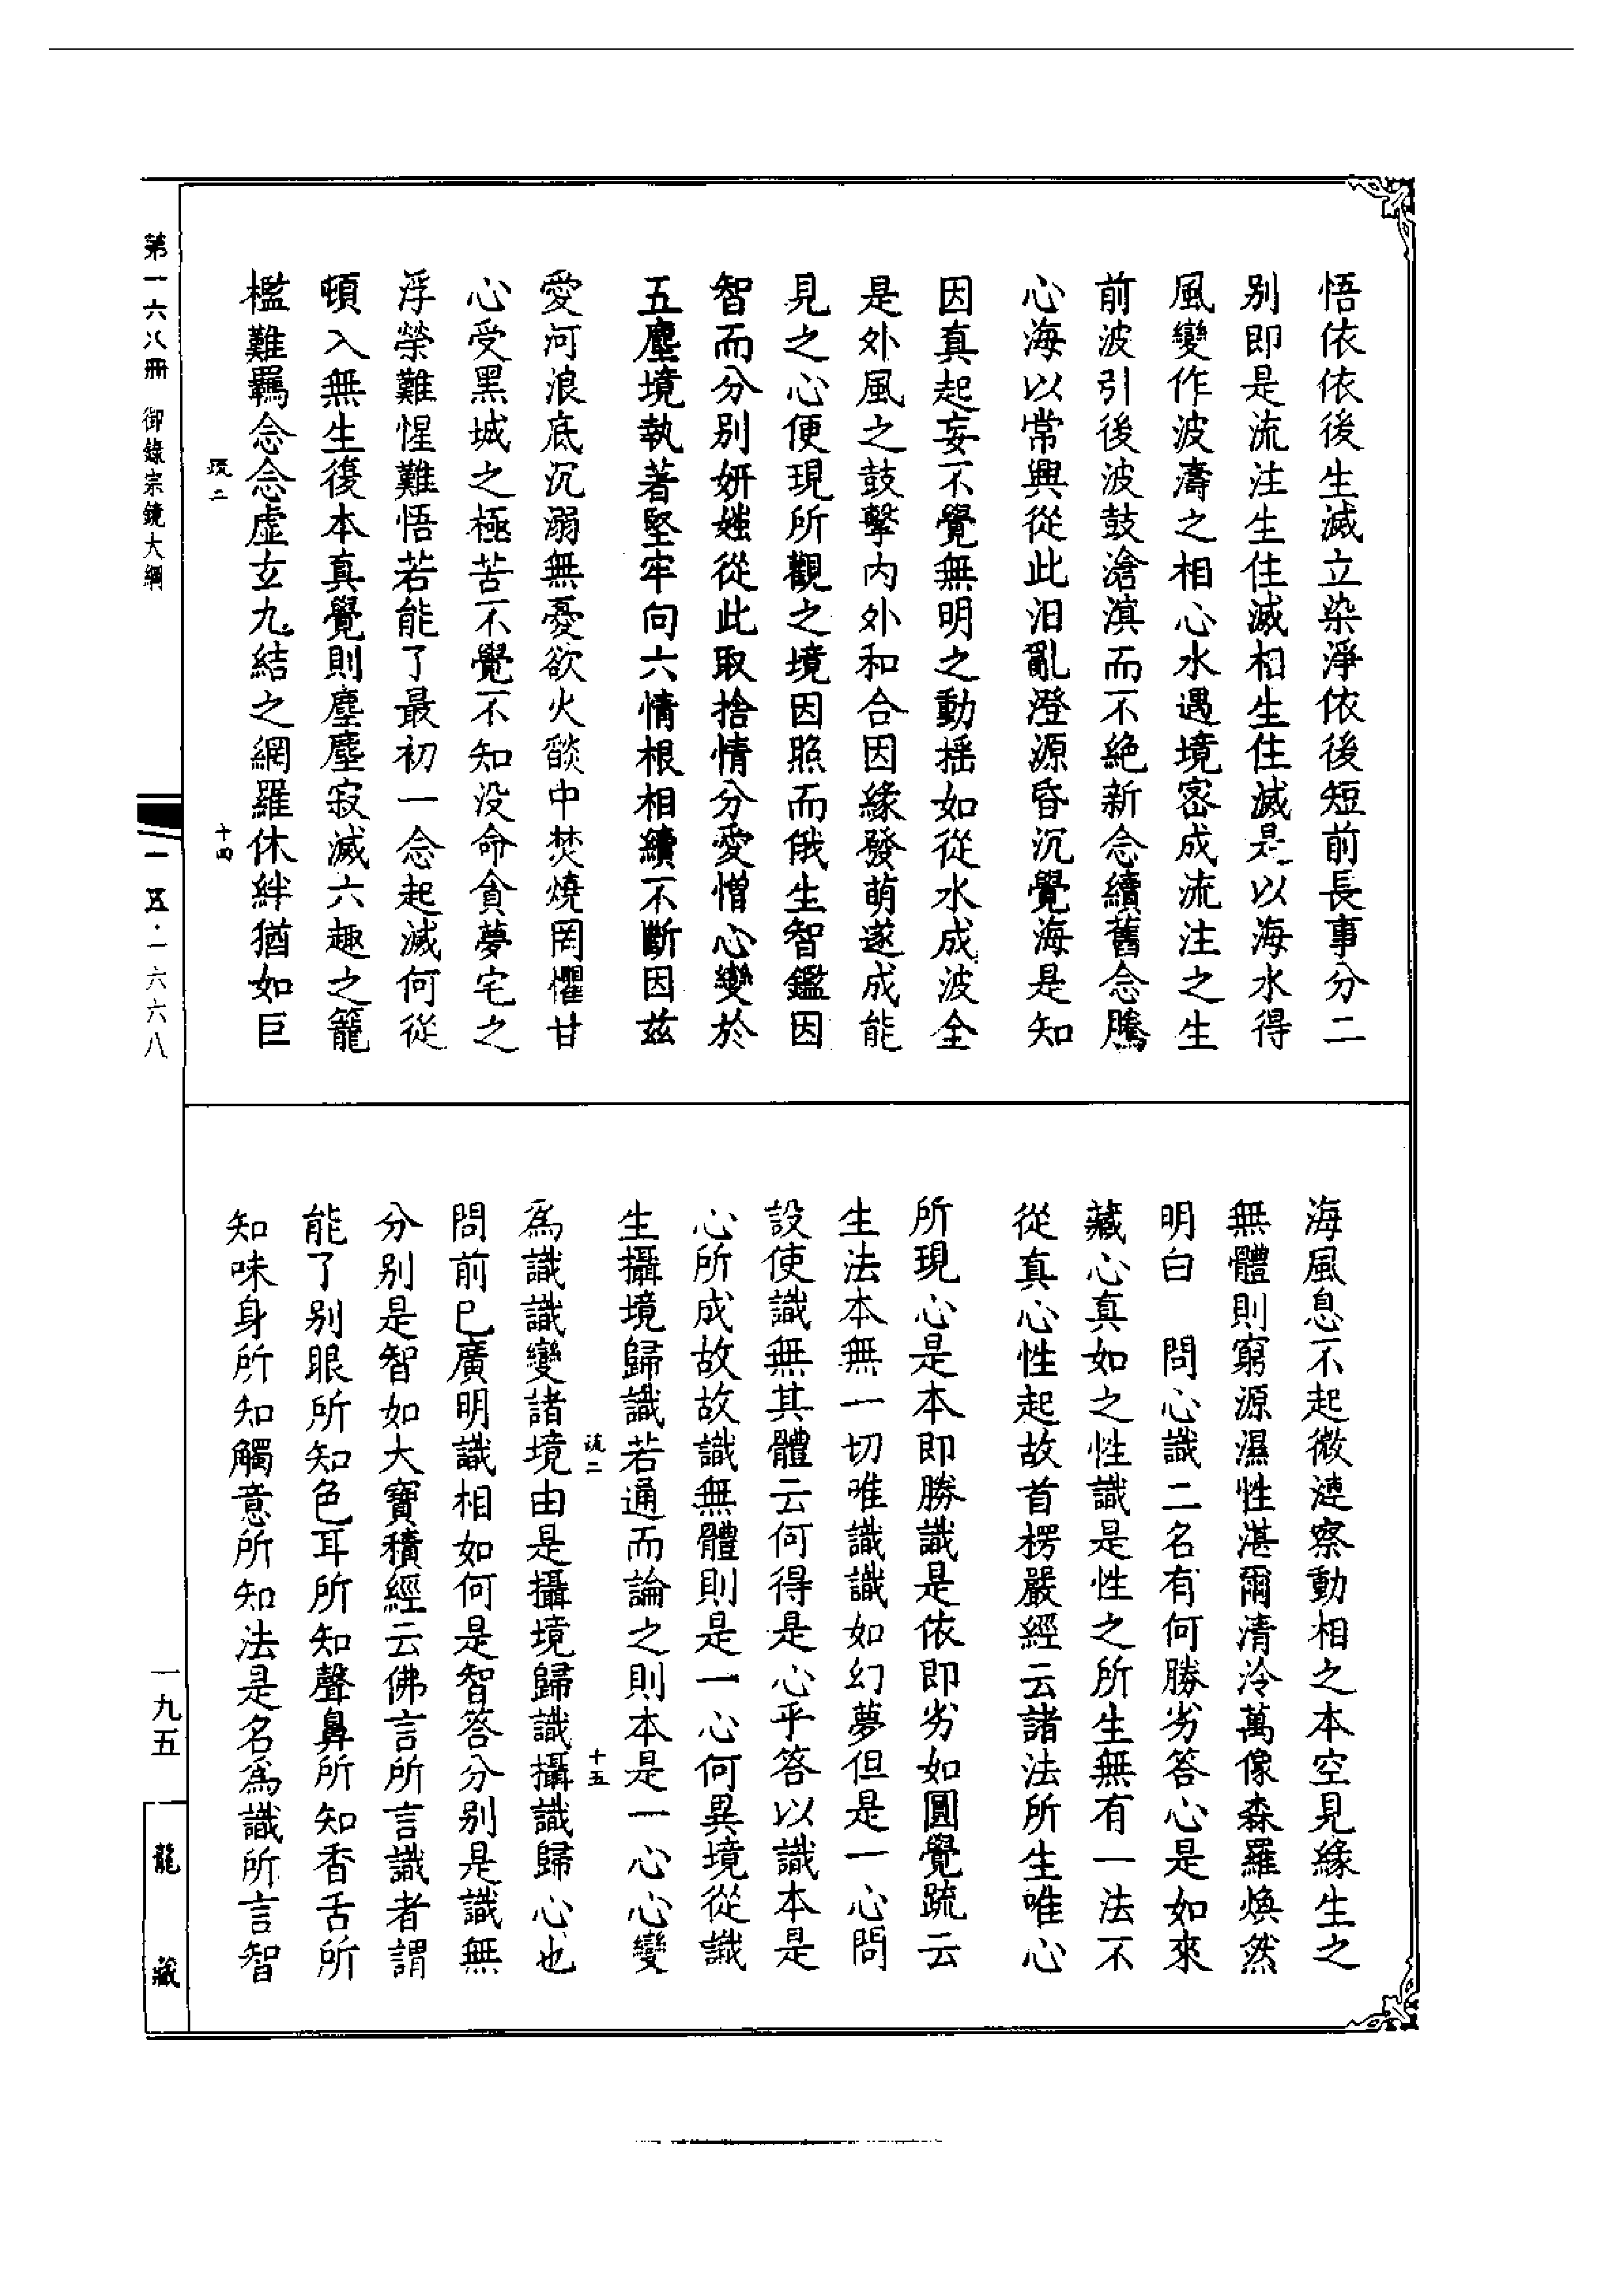 悟依依後生滅立染淨依後短前長事分二
別即是流注生住滅相生住滅是以海水得
風變作波濤之相心水遇境密成流注之生
前波引後波鼓滄溟而不絕新念續舊念騰
心海以常興從此汩亂澄源昏沉覺海是知
因真起妄不覺無明之動搖如從水成波全
是外風之鼓擊內外和合因緣發萌遂成能
見之心便現所觀之境因照而俄生智鑑因
智而分別妍媸從此取捨情分愛憎心變於
五塵境執著堅牢向六情根相續不斷因茲
愛河浪底沉溺無憂欲火燄中焚燒罔懼甘
心受黑城之極苦不覺不知没命貪夢宅之
浮榮難惺難悟若能了最初一念起滅何從
頓入無生復本真覺則塵塵寂滅六趣之籠
檻難羈念念虛玄九結之網羅休絆猶如巨
海風息不起微漣察動相之本空見緣生之
無體則窮源濕性湛爾清泠萬像森羅煥然
明白　問心識二名有何勝劣答心是如來
藏心真如之性識是性之所生無有一法不
從真心性起故首楞嚴經云諸法所生唯心
所現心是本即勝識是依即劣如圓覺䟽云
生法本無一切唯識識如幻夢但是一心問
設使識無其體云何得是心乎答以識本是
心所成故故識無體則是一心何異境從識
生攝境歸識若通而論之則本是一心心變
為識識變諸境由是攝境歸識攝識歸心也
問前已廣明識相如何是智答分別是識無
分別是智如大寶積經云佛言所言識者謂
能了別眼所知色耳所知聲鼻所知香舌所
知味身所知觸意所知法是名為識所言智
二
十四
二
十五
第一六八冊　御錄宗鏡大綱
一五·一六六八
一九五
龍藏